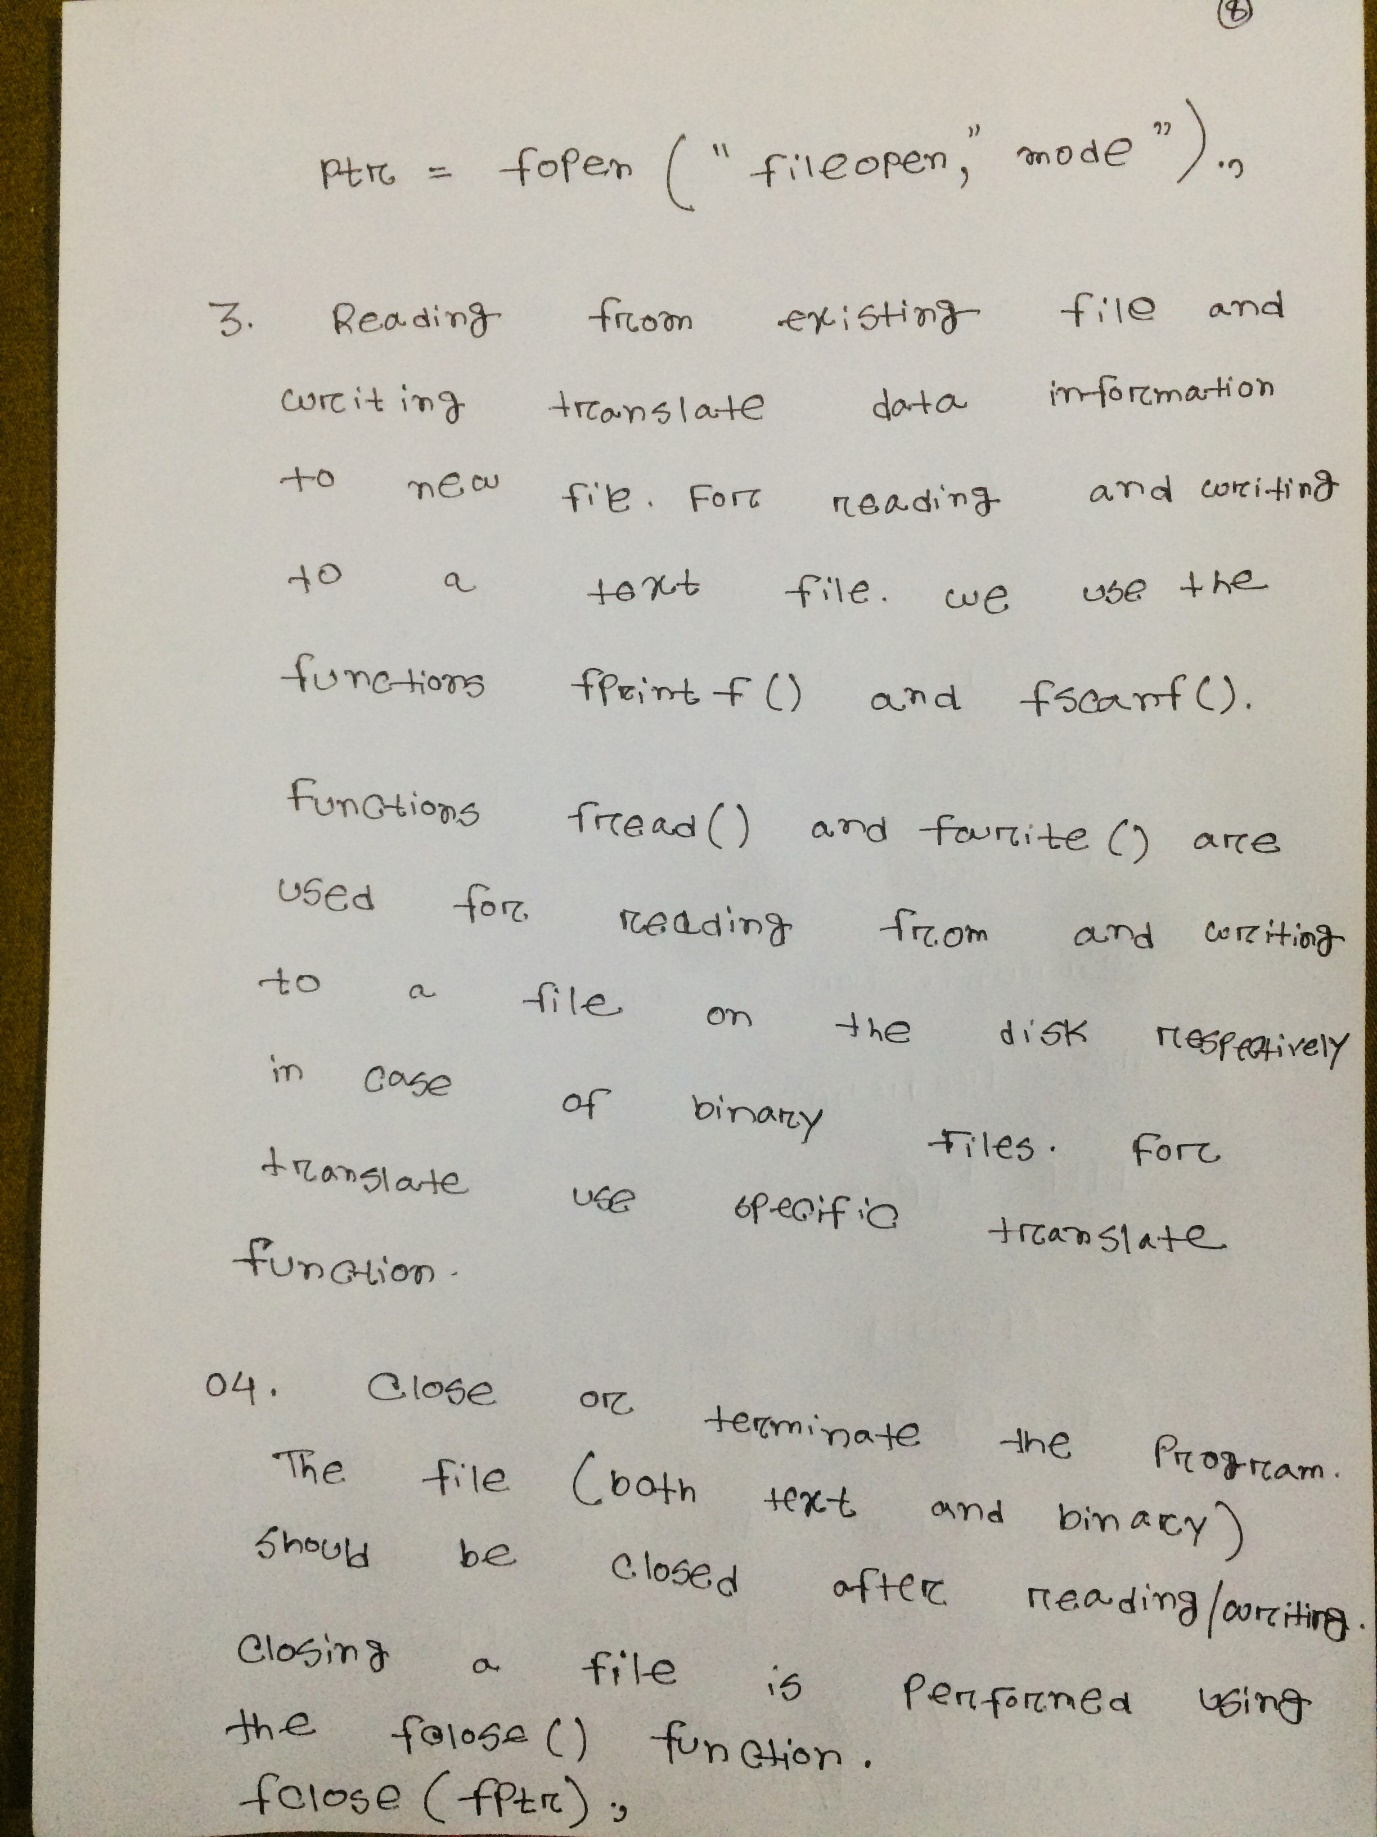 8
ptr = fopen ("fileopen," mode");
3. Reading from existing file and
writing translate data information
to new file. For reading and writing
to a text file. we use the
functions fprintf() and fscanf().
functions fread() and fwrite() are
used for reading from and writing
to a file on the disk respectively
in case of binary files. For
translate use specific translate
function.
04. Close or terminate the Program.
The file (both text and binary)
should be closed after reading/writing.
Closing a file is performed using
the fclose() function.
fclose (fptr);